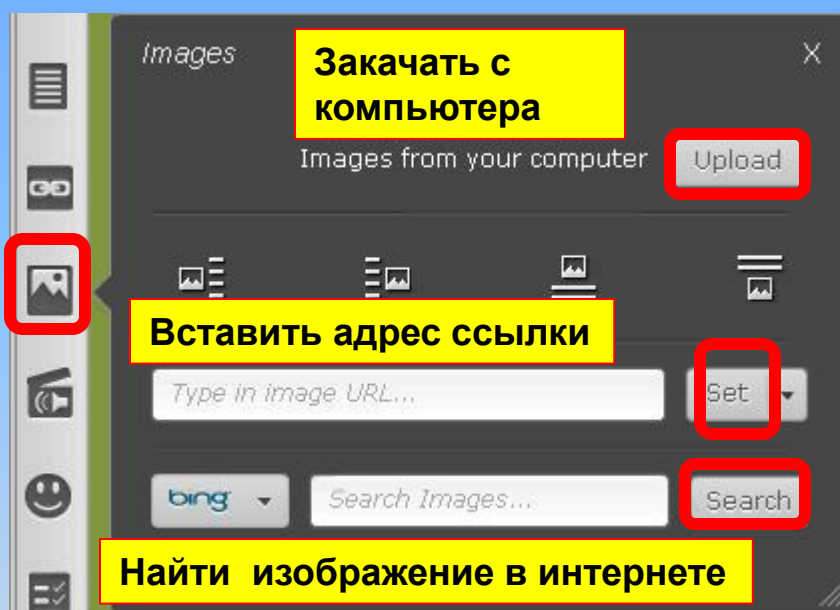 Images
Закачать с
компьютера
X
Images from your computer
Upload
Вставить адрес ссылки
Type in image URL...
Set
bing
Search Images...
Search
Найти изображение в интернете